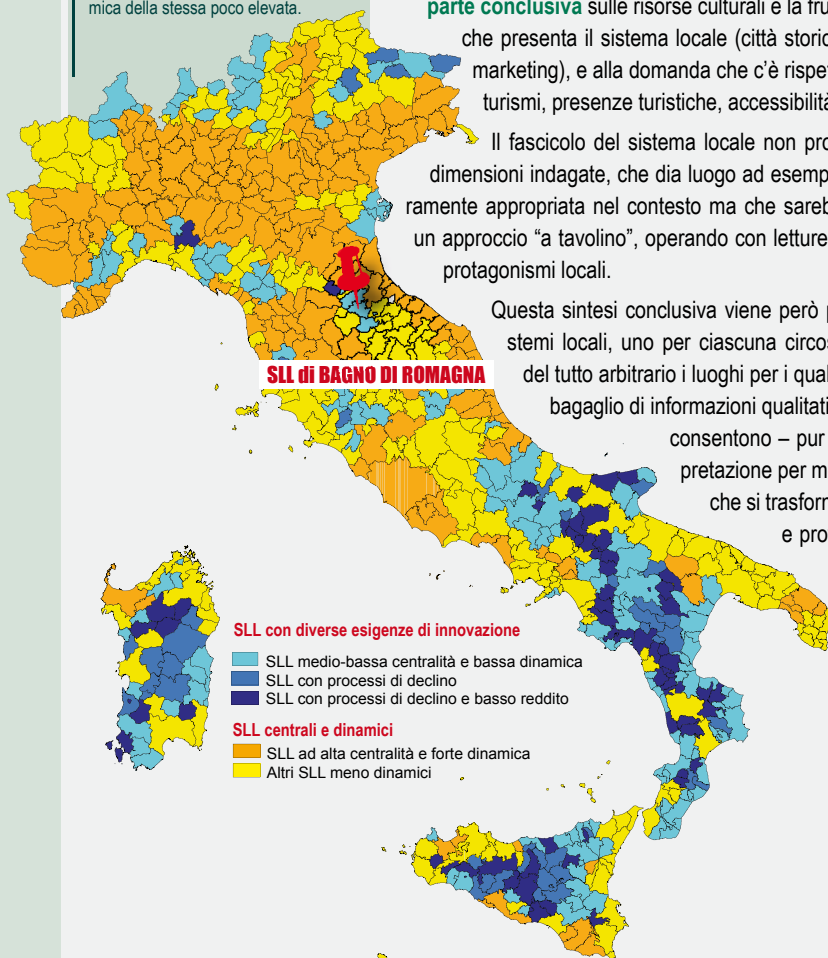 mica della stessa poco elevata.
parte conclusiva sulle risorse culturali e la fru
che presenta il sistema locale (città storic
marketing), e alla domanda che c'è rispe
turismi, presenze turistiche, accessibilità
Il fascicolo del sistema locale non pro
dimensioni indagate, che dia luogo ad esemp
ramente appropriata nel contesto ma che sareb
un approccio “a tavolino”, operando con letture
protagonismi locali.
Questa sintesi conclusiva viene però p
stemi locali, uno per ciascuna circos
del tutto arbitrario i luoghi per i qual
bagaglio di informazioni qualitati
consentono – pur
pretazione per m
che si trasforn
e pro
SLL di BAGNO DI ROMAGNA
SLL con diverse esigenze di innovazione
SLL medio-bassa centralità e bassa dinamica
SLL con processi di declino
SLL con processi di declino e basso reddito
SLL centrali e dinamici
SLL ad alta centralità e forte dinamica
Altri SLL meno dinamici